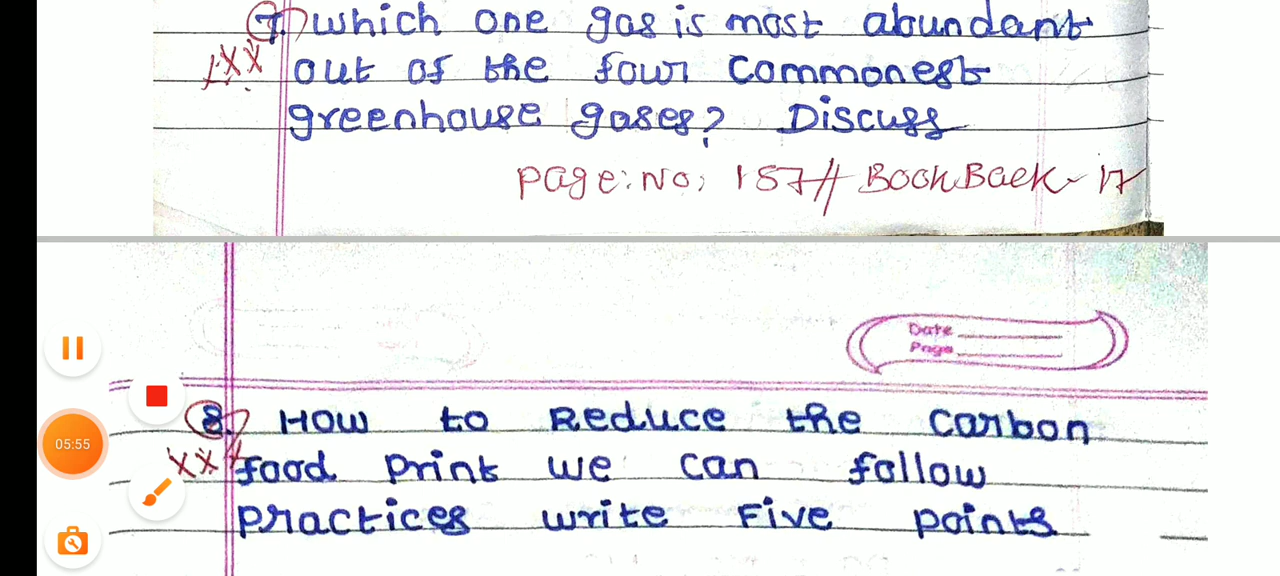 7. which one gas is most abundant
out of the four commonest
greenhouse gases? Discuss
page: No: 157// Book Back - 17
Date
Page
8. How to Reduce the Carbon
food print we can follow
practices write Five points
05:55